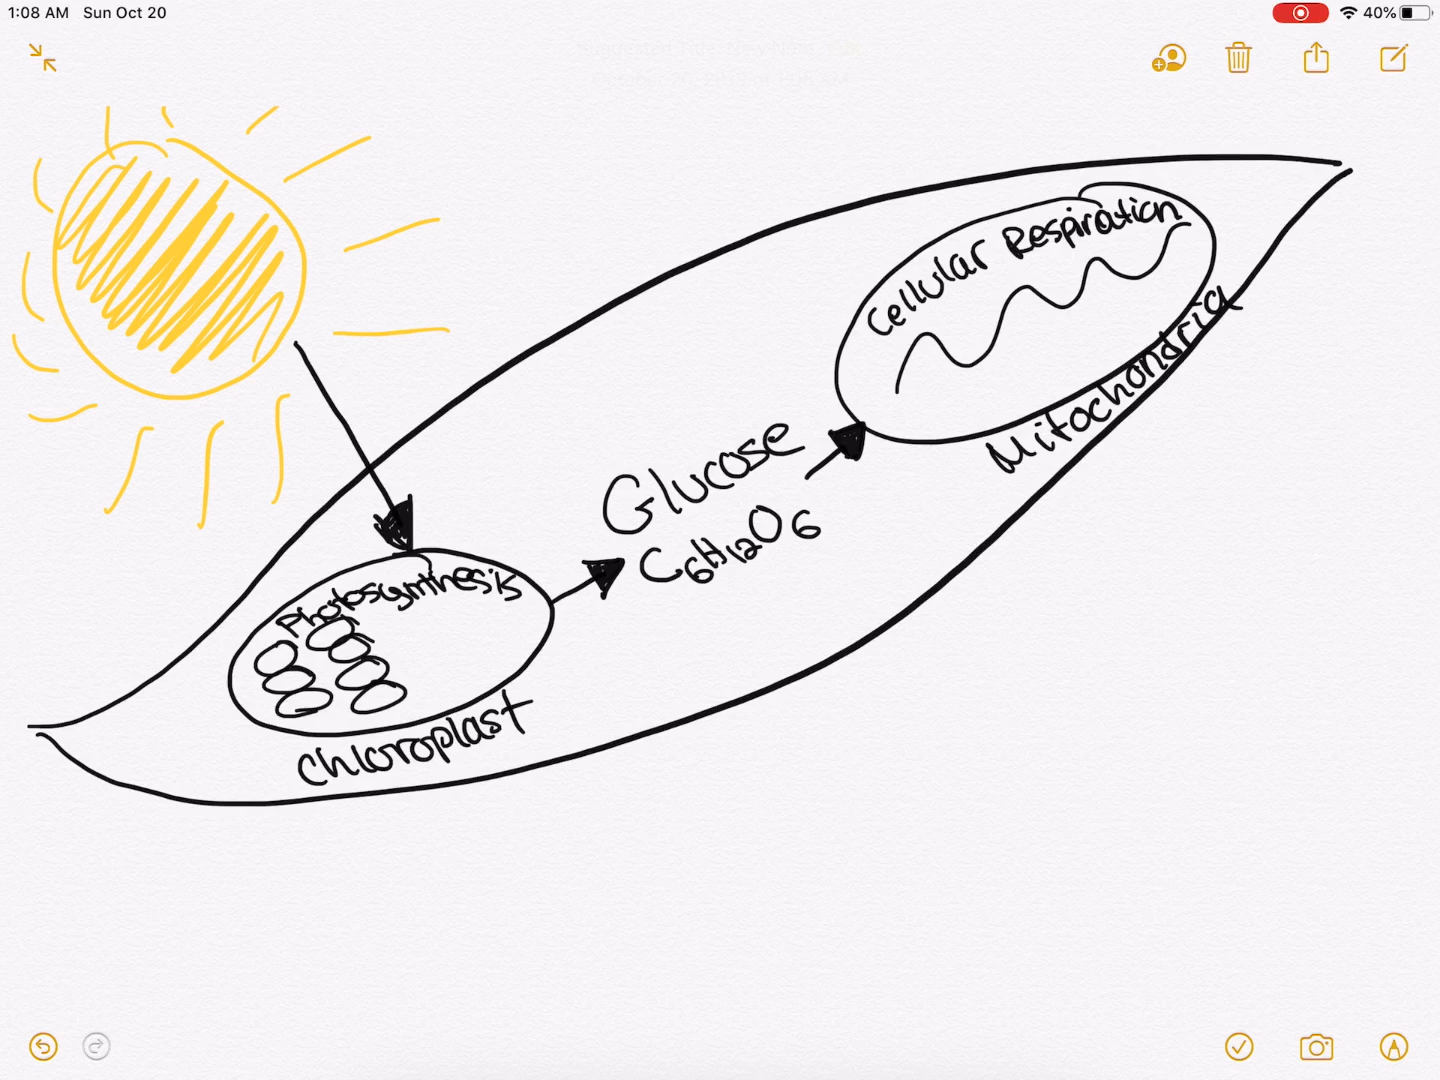 1:08 AM Sun Oct 20
40%
Cellular Respiration
Mitochondria
Glucose
C6H12O6
Photosynthesis
Chloroplast